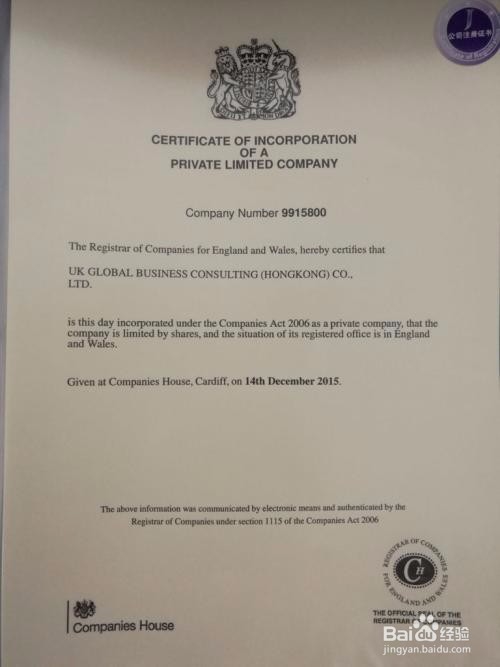 公司注册证书
CERTIFICATE OF INCORPORATION
OF A
PRIVATE LIMITED COMPANY
Company Number 9915800
The Registrar of Companies for England and Wales, hereby certifies that
UK GLOBAL BUSINESS CONSULTING (HONGKONG) CO.,
LTD.
is this day incorporated under the Companies Act 2006 as a private company, that the
company is limited by shares, and the situation of its registered office is in England
and Wales.
Given at Companies House, Cardiff, on 14th December 2015.
The above information was communicated by electronic means and authenticated by the
Registrar of Companies under section 1115 of the Companies Act 2006
REGISTRAR OF COMPANIES
FOR ENGLAND AND WALES
CH
THE OFFICIAL SEAL OF THE
REGISTRAR OF COMPANIES
Companies House
Baidu经验
jingyan.baidu.com